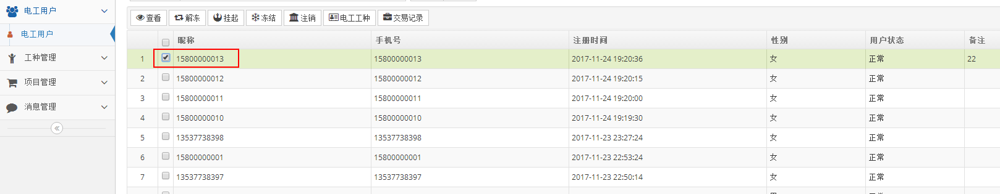 电工用户
电工用户
工种管理
项目管理
消息管理
查看 解冻 挂起 冻结 注销 电工工种 交易记录
昵称 手机号 注册时间 性别 用户状态 备注
1 15800000013 15800000013 2017-11-24 19:20:36 女 正常 22
2 15800000012 15800000012 2017-11-24 19:20:15 女 正常
3 15800000011 15800000011 2017-11-24 19:20:00 女 正常
4 15800000010 15800000010 2017-11-24 19:19:30 女 正常
5 13537738398 13537738398 2017-11-23 23:27:24 女 正常
6 15800000001 15800000001 2017-11-23 22:53:24 女 正常
7 13537738397 13537738397 2017-11-23 22:50:14 女 正常